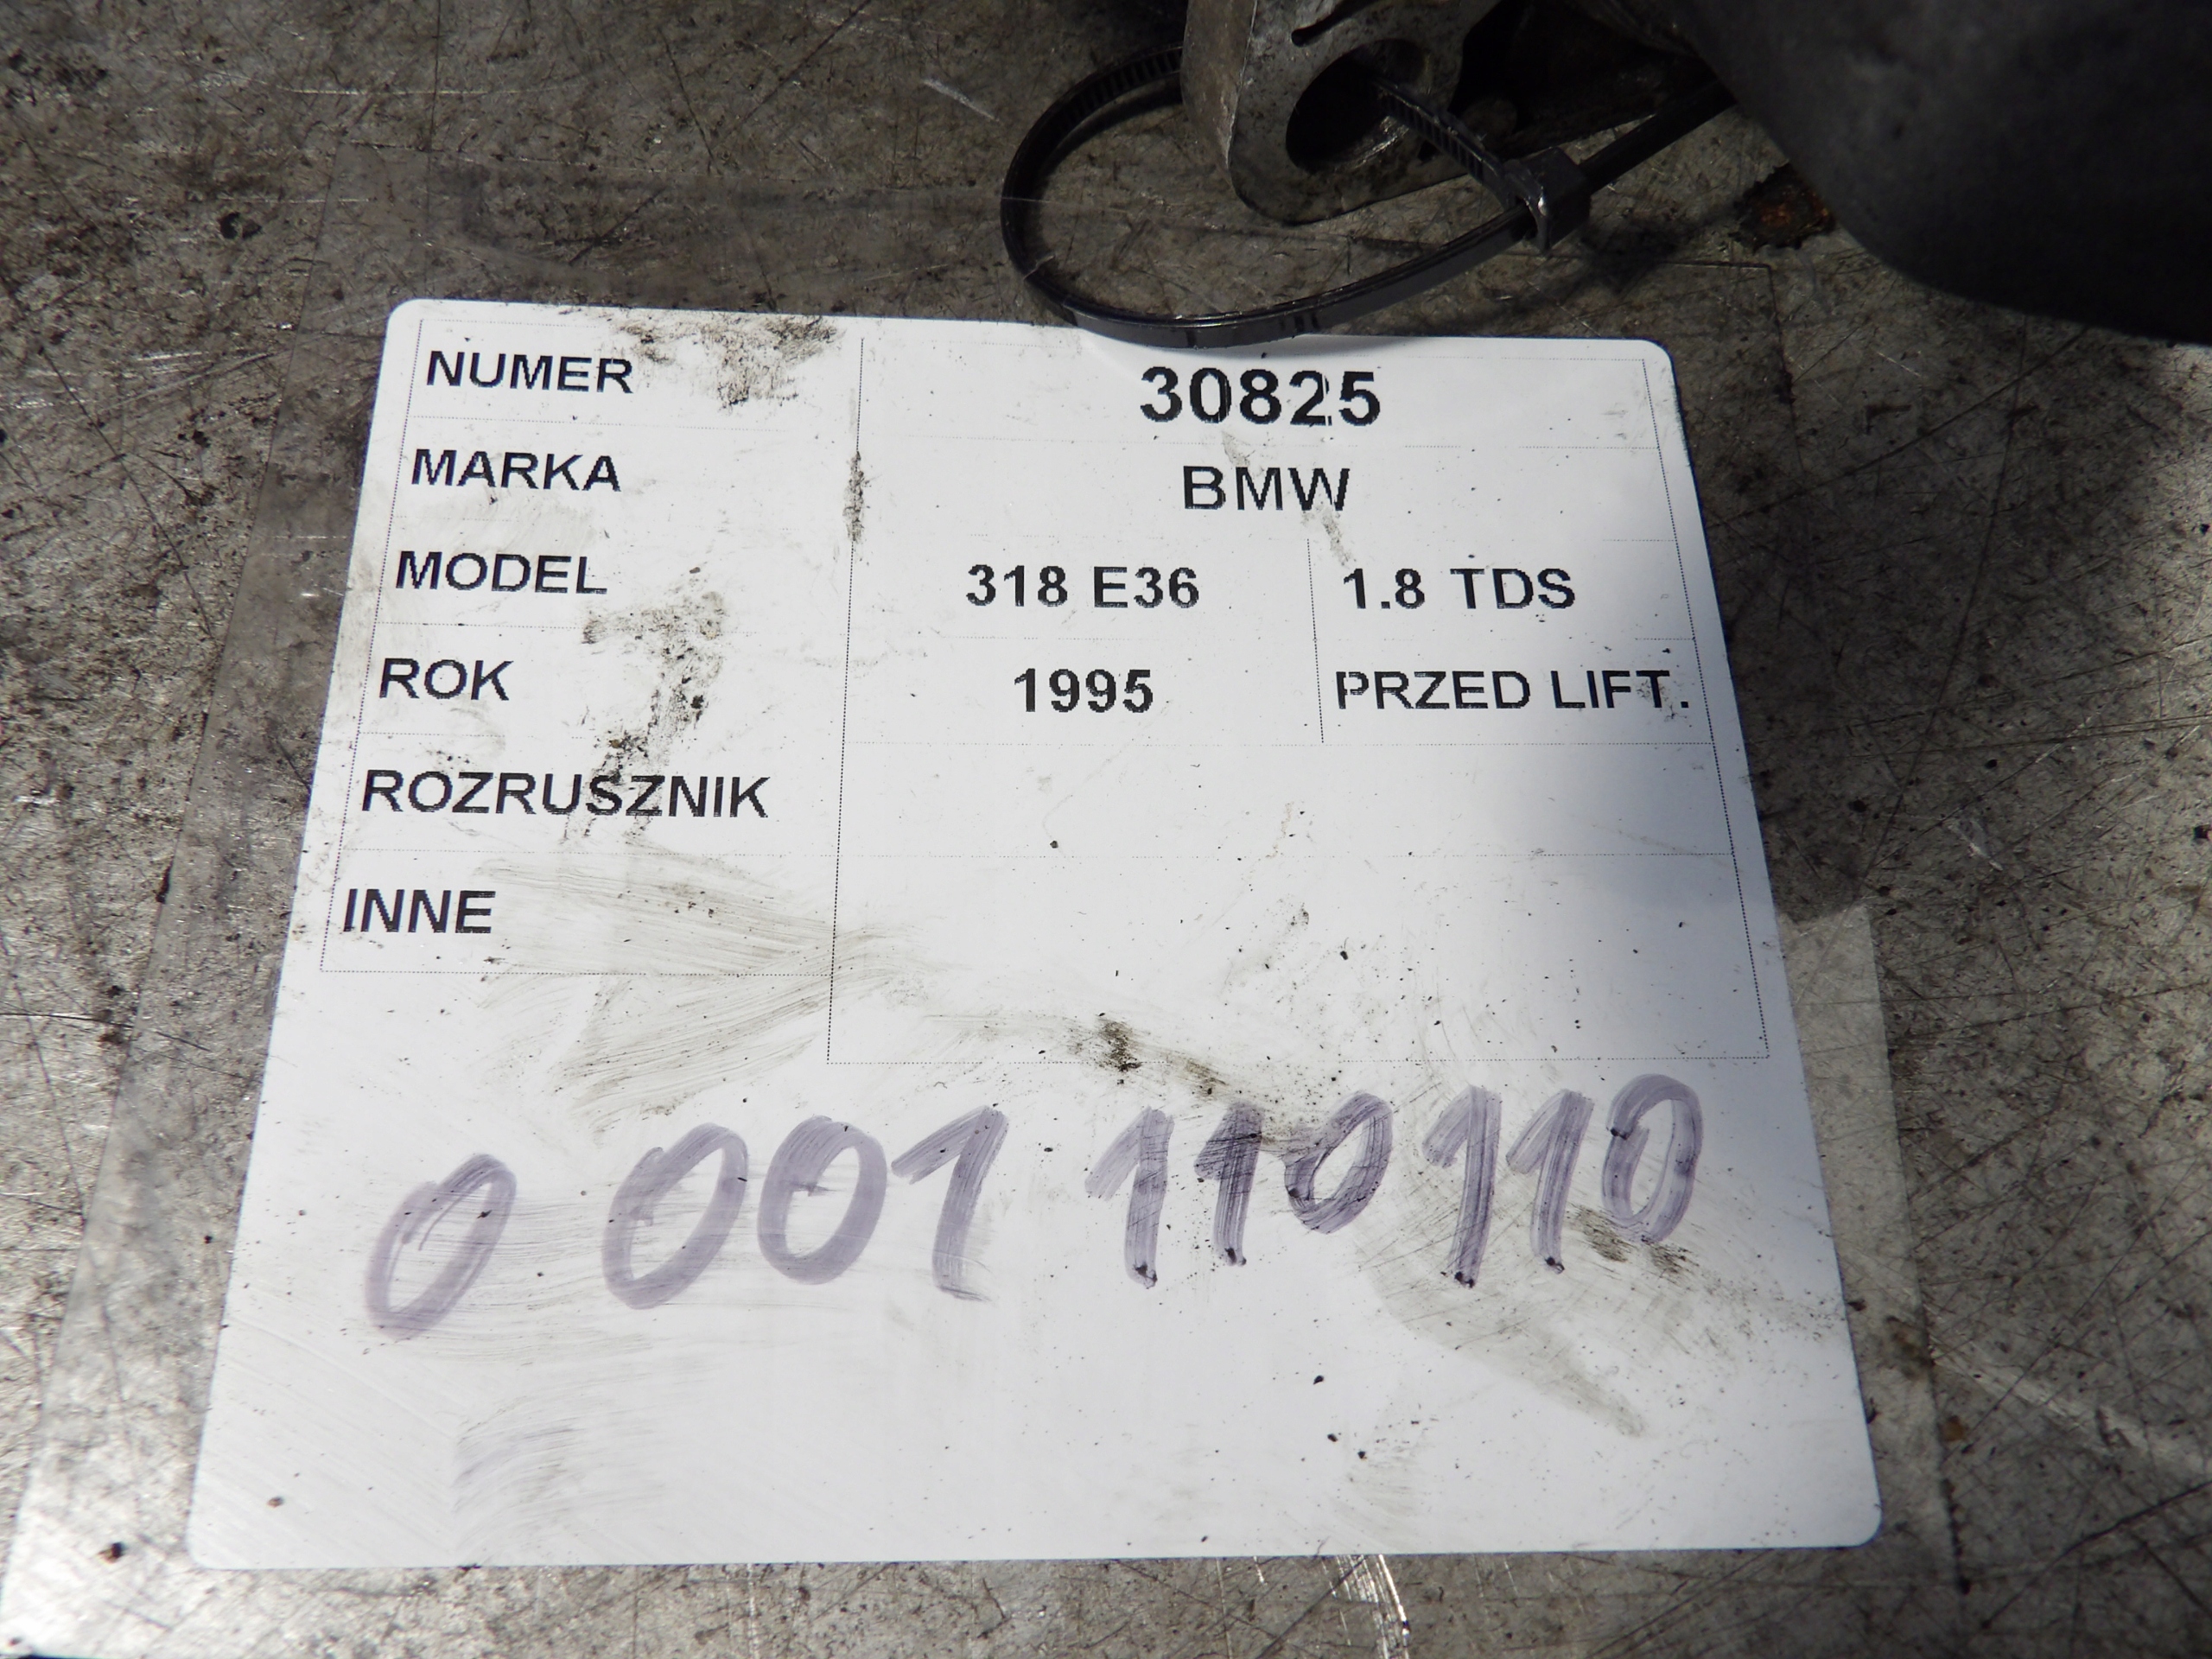 NUMER 30825
MARKA BMW
MODEL 318 E36 1.8 TDS
ROK 1995 PRZED LIFT.
ROZRUSZNIK
INNE
0 001 110 110